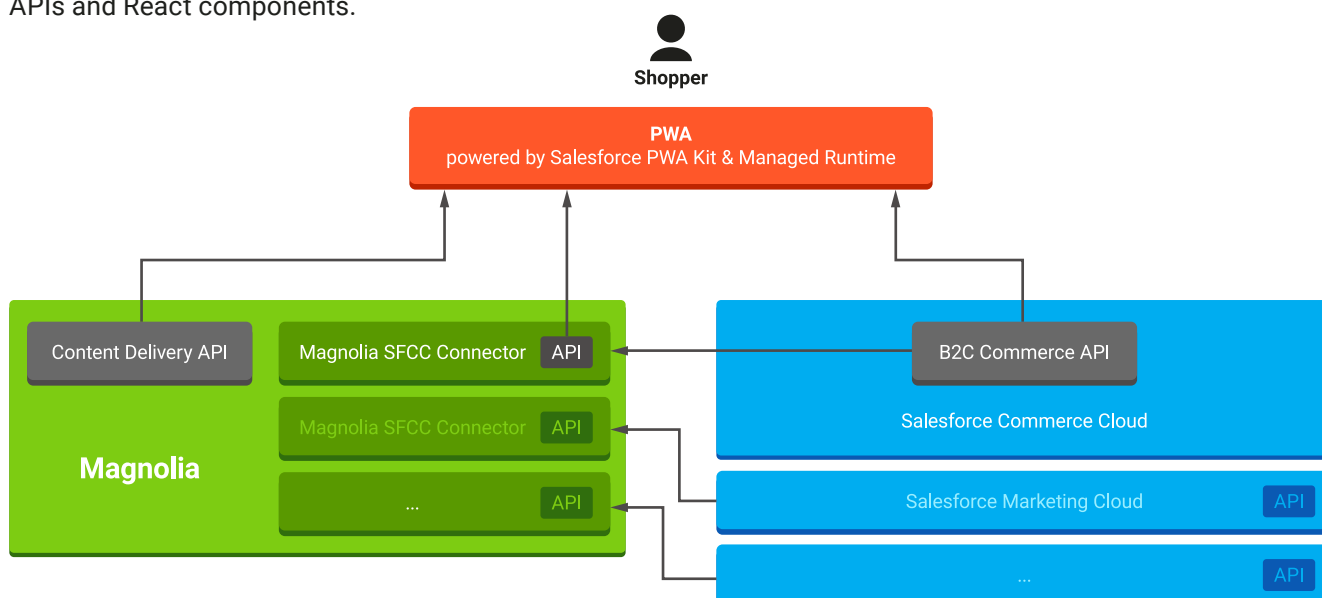 APIs and React components.
Shopper
PWA
powered by Salesforce PWA Kit & Managed Runtime
Content Delivery API
Magnolia SFCC Connector
API
B2C Commerce API
Magnolia SFCC Connector
API
Salesforce Commerce Cloud
Magnolia
...
API
Salesforce Marketing Cloud
API
...
API